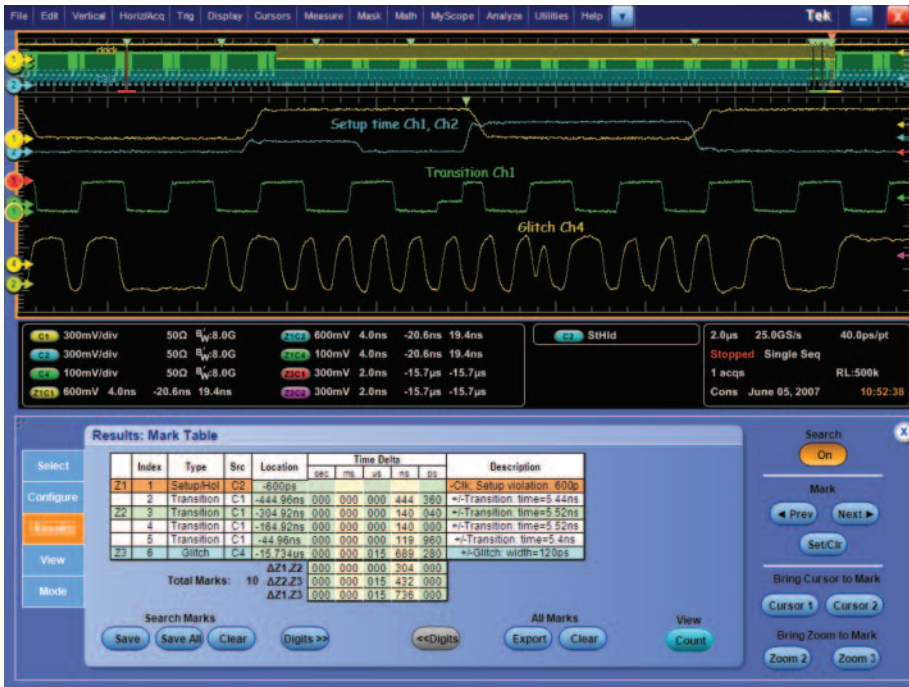 File Edit Vertical Horiz/Acq Trig Display Cursors Measure Mask Math MyScope Analyze Utilities Help Tek X
clock
1
2
Setup time Ch1, Ch2
1
Transition Ch1
Glitch Ch4
4
2
C1 300mV/div 50Ω BW:8.0G Z1C2 600mV 4.0ns -20.6ns 19.4ns C2 StHld 2.0µs 25.0GS/s 40.0ps/pt
C2 300mV/div 50Ω BW:8.0G Z1C4 100mV 4.0ns -20.6ns 19.4ns Stopped Single Seq
C4 100mV/div 50Ω BW:8.0G Z3C1 300mV 2.0ns -15.7µs -15.7µs 1 acqs RL:500k
Z1C1 600mV 4.0ns -20.6ns 19.4ns Z3C2 300mV 2.0ns -15.7µs -15.7µs Cons June 05, 2007 10:52:38
Results: Mark Table
Select
Configure
View
Mode
Index Type Src Location Time Delta Description
sec ms us ns ps
Z1 1 Setup/Hol C2 -600ps -Clk; Setup violation: 600p
2 Transition C1 -444.96ns 000 000 000 444 360 +/-Transition: time=5.44ns
Z2 3 Transition C1 -304.92ns 000 000 000 140 040 +/-Transition: time=5.52ns
4 Transition C1 -164.92ns 000 000 000 140 000 +/-Transition: time=5.52ns
5 Transition C1 -44.96ns 000 000 000 119 960 +/-Transition: time=5.4ns
Z3 6 Glitch C4 -15.734us 000 000 015 689 280 +/-Glitch: width=120ps
ΔZ1,Z2 000 000 000 304 000
Total Marks: 10 ΔZ2,Z3 000 000 015 432 000
ΔZ1,Z3 000 000 015 736 000
Search Marks
Save Save All Clear Digits >> <<Digits
All Marks
Export Clear
View
Count
X
Search
On
Mark
◄ Prev Next ►
Set/Clr
Bring Cursor to Mark
Cursor 1 Cursor 2
Bring Zoom to Mark
Zoom 2 Zoom 3